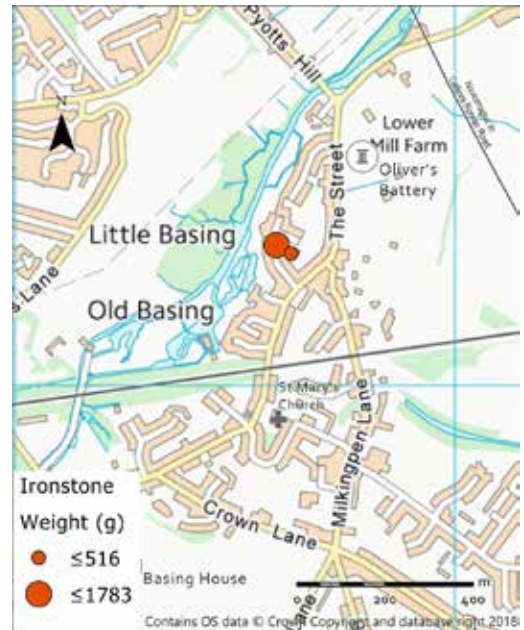 Pyotts Hill
N
Lower
Mill Farm
Oliver's
Battery
The Street
Little Basing
Old Basing
s Lane
St Mary's
Church
Milkingpen Lane
Crown Lane
Ironstone
Weight (g)
≤516
≤1783
Basing House
Lane
m
0 200 400
Contains OS data © Crown Copyright and database right 2018